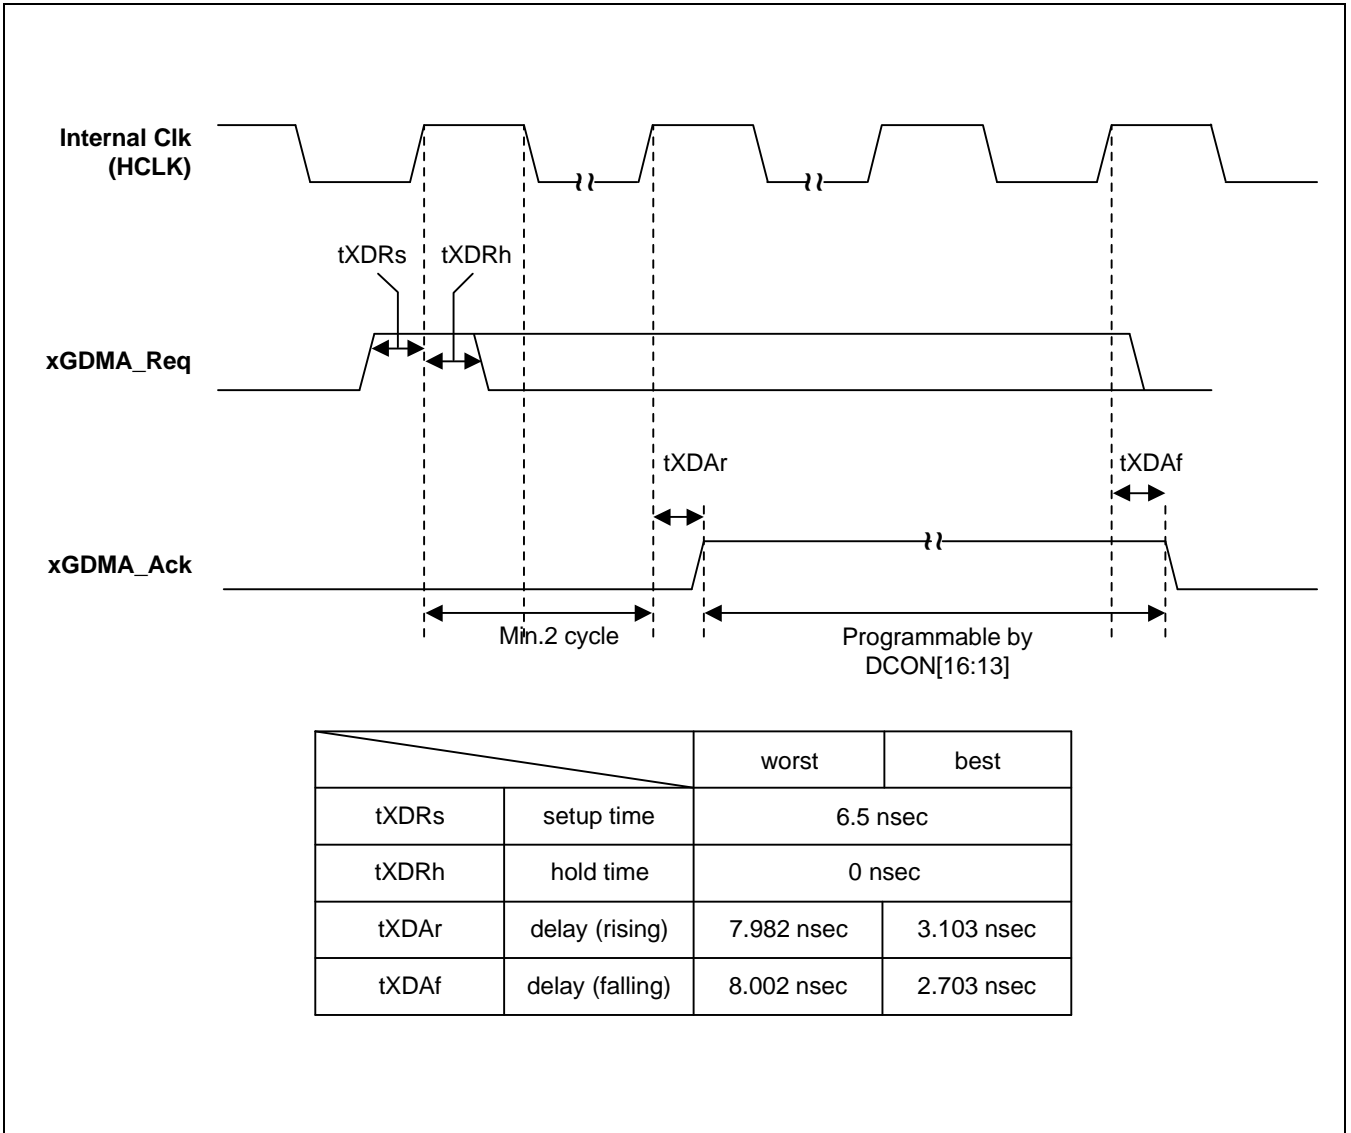 Internal Clk
(HCLK)
tXDRs tXDRh
xGDMA_Req
tXDAr tXDAf
xGDMA_Ack
Min.2 cycle
Programmable by
DCON[16:13]
worst best
tXDRs setup time 6.5 nsec
tXDRh hold time 0 nsec
tXDAr delay (rising) 7.982 nsec 3.103 nsec
tXDAf delay (falling) 8.002 nsec 2.703 nsec